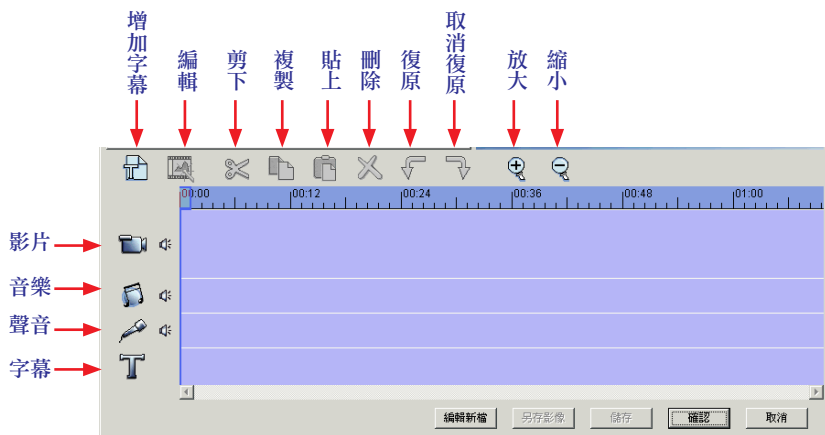 增加字幕
編輯
剪下
複製
貼上
刪除
復原
取消復原
放大
縮小
00:00
00:12
00:24
00:36
00:48
01:00
影片
音樂
聲音
字幕
編輯新檔
另存影像
儲存
確認
取消